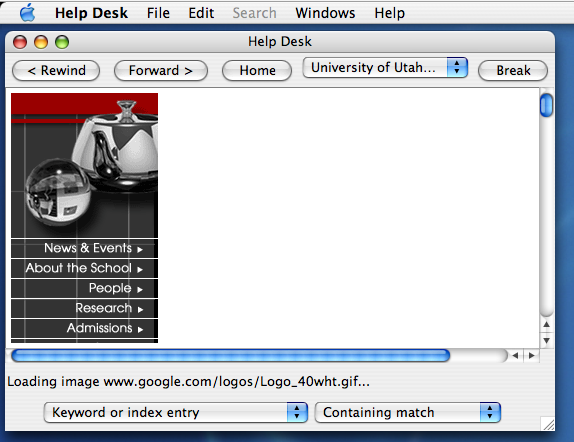 Help Desk File Edit Search Windows Help
Help Desk
< Rewind Forward > Home University of Utah... Break
News & Events
About the School
People
Research
Admissions
Loading image www.google.com/logos/Logo_40wht.gif...
Keyword or index entry Containing match